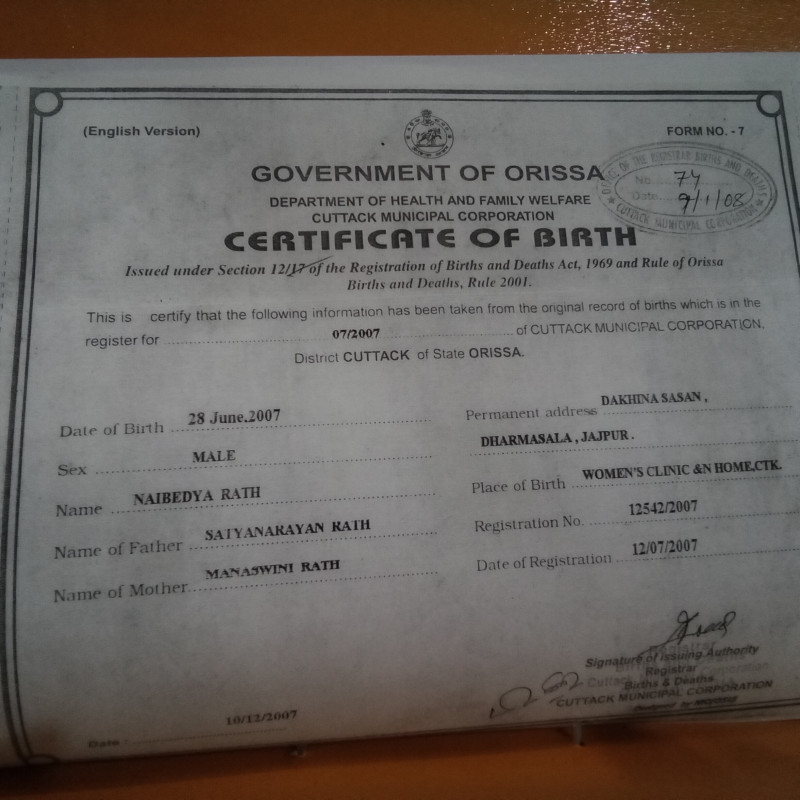 (English Version)
FORM NO. - 7
GOVERNMENT OF ORISSA
DEPARTMENT OF HEALTH AND FAMILY WELFARE
CUTTACK MUNICIPAL CORPORATION
OFFICE OF THE REGISTRAR BIRTHS AND DEATHS
No. 74
Date 9/1/08
CUTTACK MUNICIPAL CORPORATION
CERTIFICATE OF BIRTH
Issued under Section 12/17 of the Registration of Births and Deaths Act, 1969 and Rule of Orissa
Births and Deaths, Rule 2001.
This is certify that the following information has been taken from the original record of births which is in the
register for 07/2007 of CUTTACK MUNICIPAL CORPORATION.
District CUTTACK of State ORISSA.
Date of Birth 28 June.2007
Sex MALE
Name NAIBEDYA RATH
Name of Father SATYANARAYAN RATH
Name of Mother MANASWINI RATH
Permanent address DAKHINA SASAN ,
DHARMASALA , JAJPUR .
Place of Birth WOMEN'S CLINIC &N HOME,CTK.
Registration No. 12542/2007
Date of Registration 12/07/2007
Signature of issuing Authority
Registrar
Births & Deaths
CUTTACK MUNICIPAL CORPORATION
Date : 10/12/2007